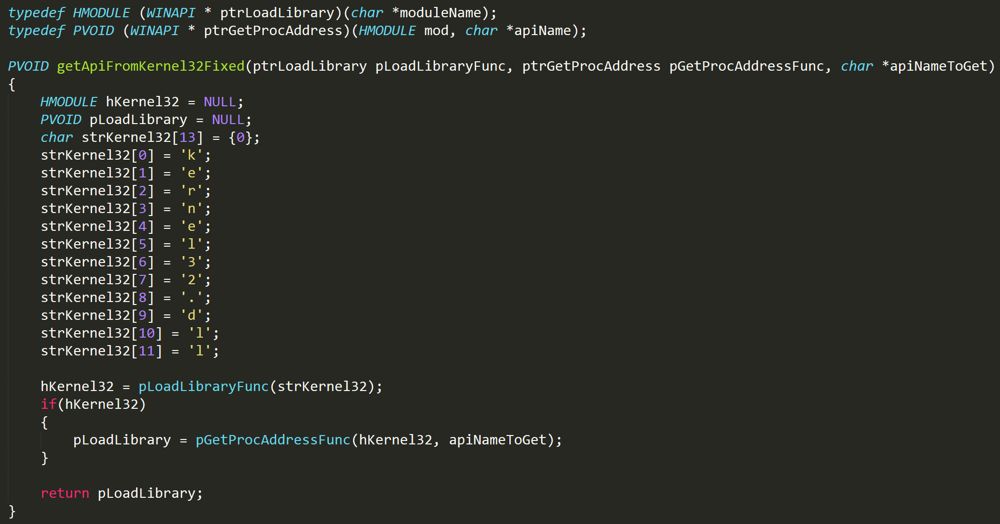 typedef HMODULE (WINAPI * ptrLoadLibrary)(char *moduleName);
typedef PVOID (WINAPI * ptrGetProcAddress)(HMODULE mod, char *apiName);

PVOID getApiFromKernel32Fixed(ptrLoadLibrary pLoadLibraryFunc, ptrGetProcAddress pGetProcAddressFunc, char *apiNameToGet)
{
    HMODULE hKernel32 = NULL;
    PVOID pLoadLibrary = NULL;
    char strKernel32[13] = {0};
    strKernel32[0] = 'k';
    strKernel32[1] = 'e';
    strKernel32[2] = 'r';
    strKernel32[3] = 'n';
    strKernel32[4] = 'e';
    strKernel32[5] = 'l';
    strKernel32[6] = '3';
    strKernel32[7] = '2';
    strKernel32[8] = '.';
    strKernel32[9] = 'd';
    strKernel32[10] = 'l';
    strKernel32[11] = 'l';

    hKernel32 = pLoadLibraryFunc(strKernel32);
    if(hKernel32)
    {
        pLoadLibrary = pGetProcAddressFunc(hKernel32, apiNameToGet);
    }

    return pLoadLibrary;
}